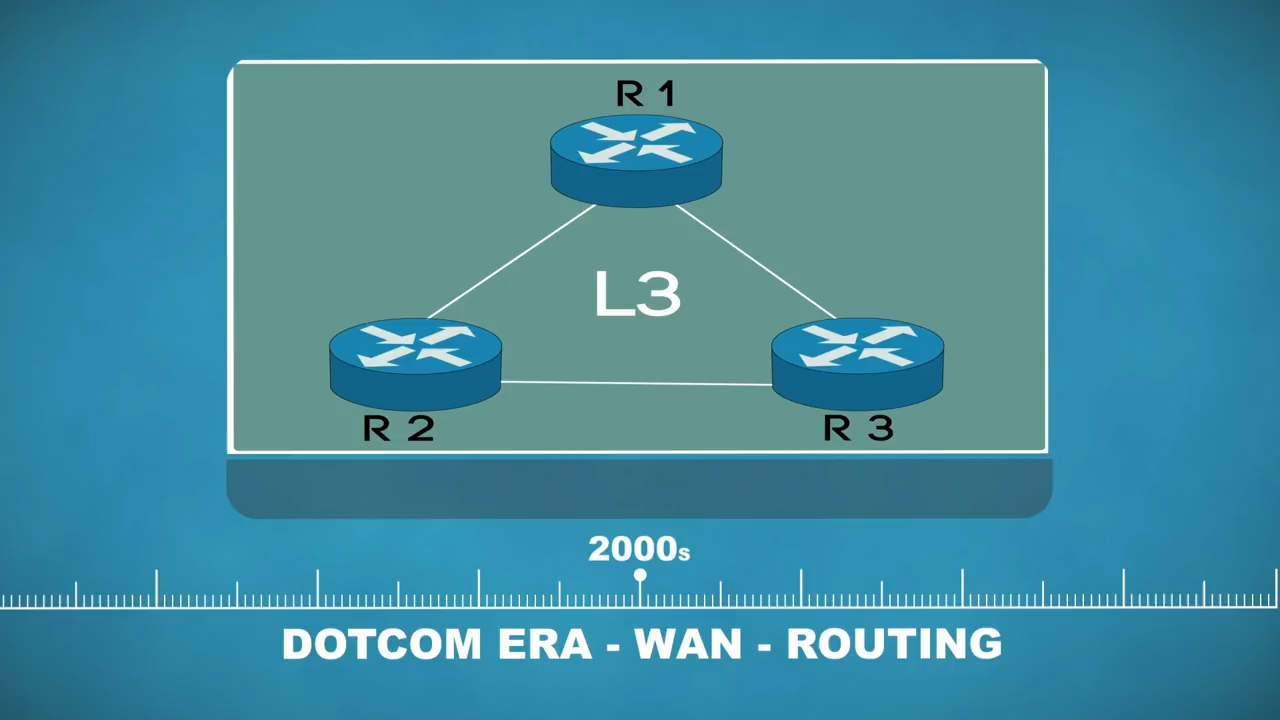 R 1
L3
R 2
R 3
2000s
DOTCOM ERA - WAN - ROUTING